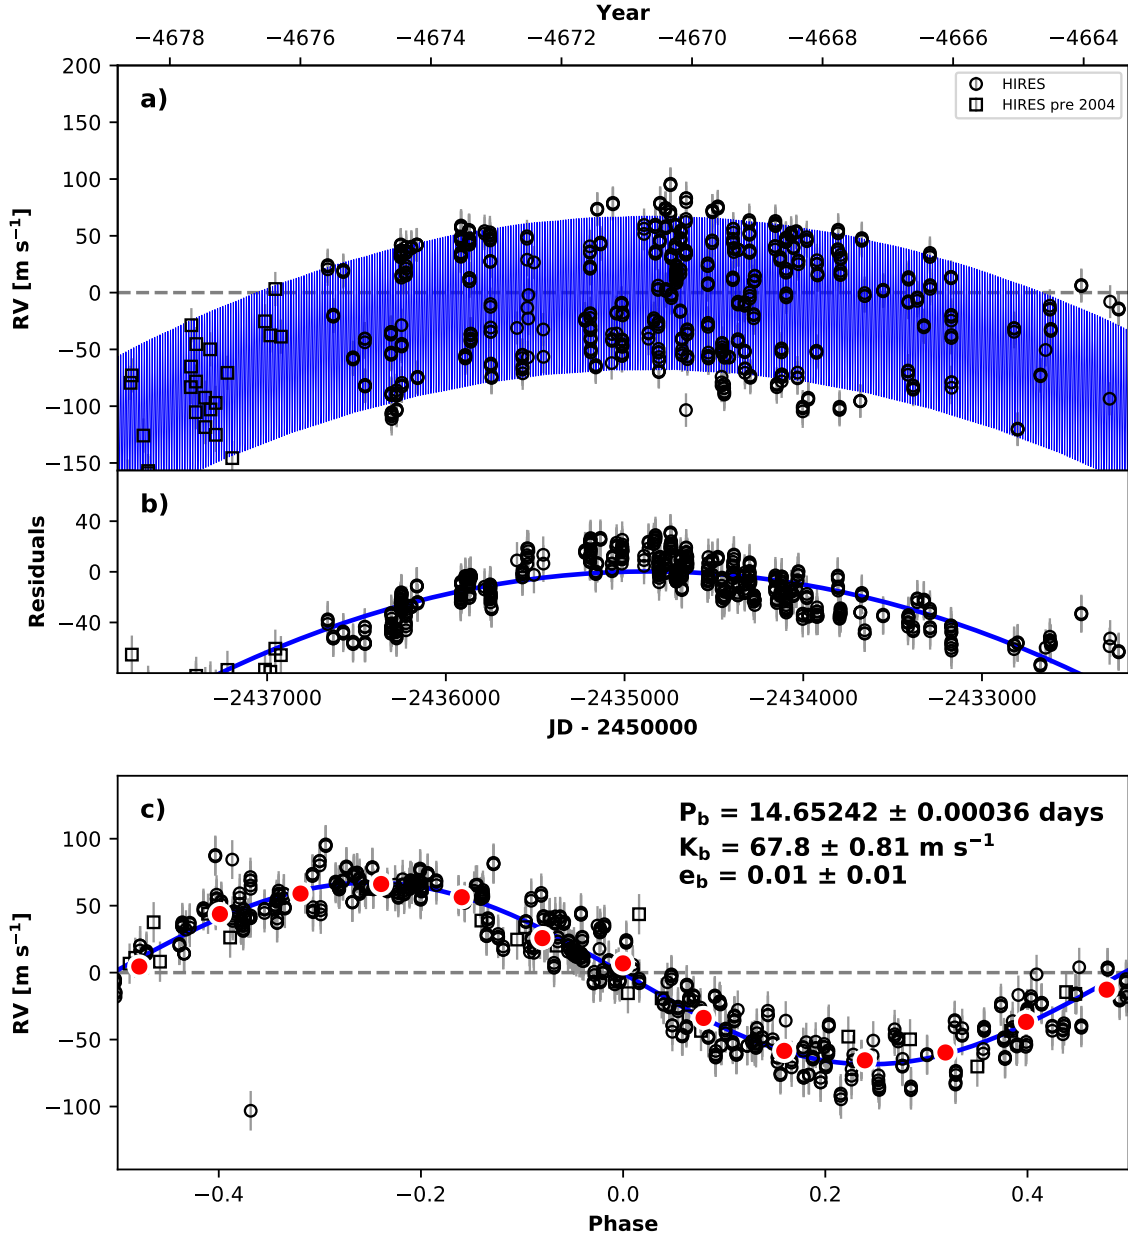 Year
−4678 −4676 −4674 −4672 −4670 −4668 −4666 −4664
a)
HIRES
HIRES pre 2004
200
150
100
50
0
−50
−100
−150
RV [m s⁻¹]
b)
40
0
−40
Residuals
−2437000 −2436000 −2435000 −2434000 −2433000
JD - 2450000
c)
P_b = 14.65242 ± 0.00036 days
K_b = 67.8 ± 0.81 m s⁻¹
e_b = 0.01 ± 0.01
100
50
0
−50
−100
RV [m s⁻¹]
−0.4 −0.2 0.0 0.2 0.4
Phase